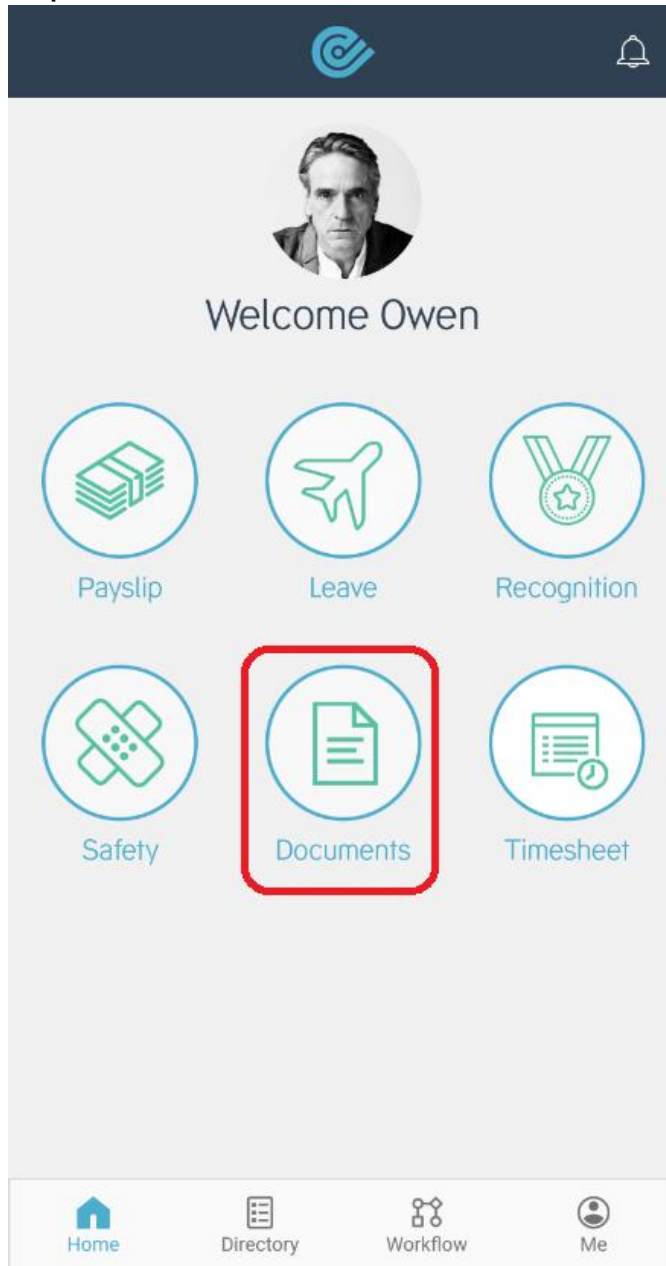 Welcome Owen
Payslip Leave Recognition
Safety Documents Timesheet
Home Directory Workflow Me